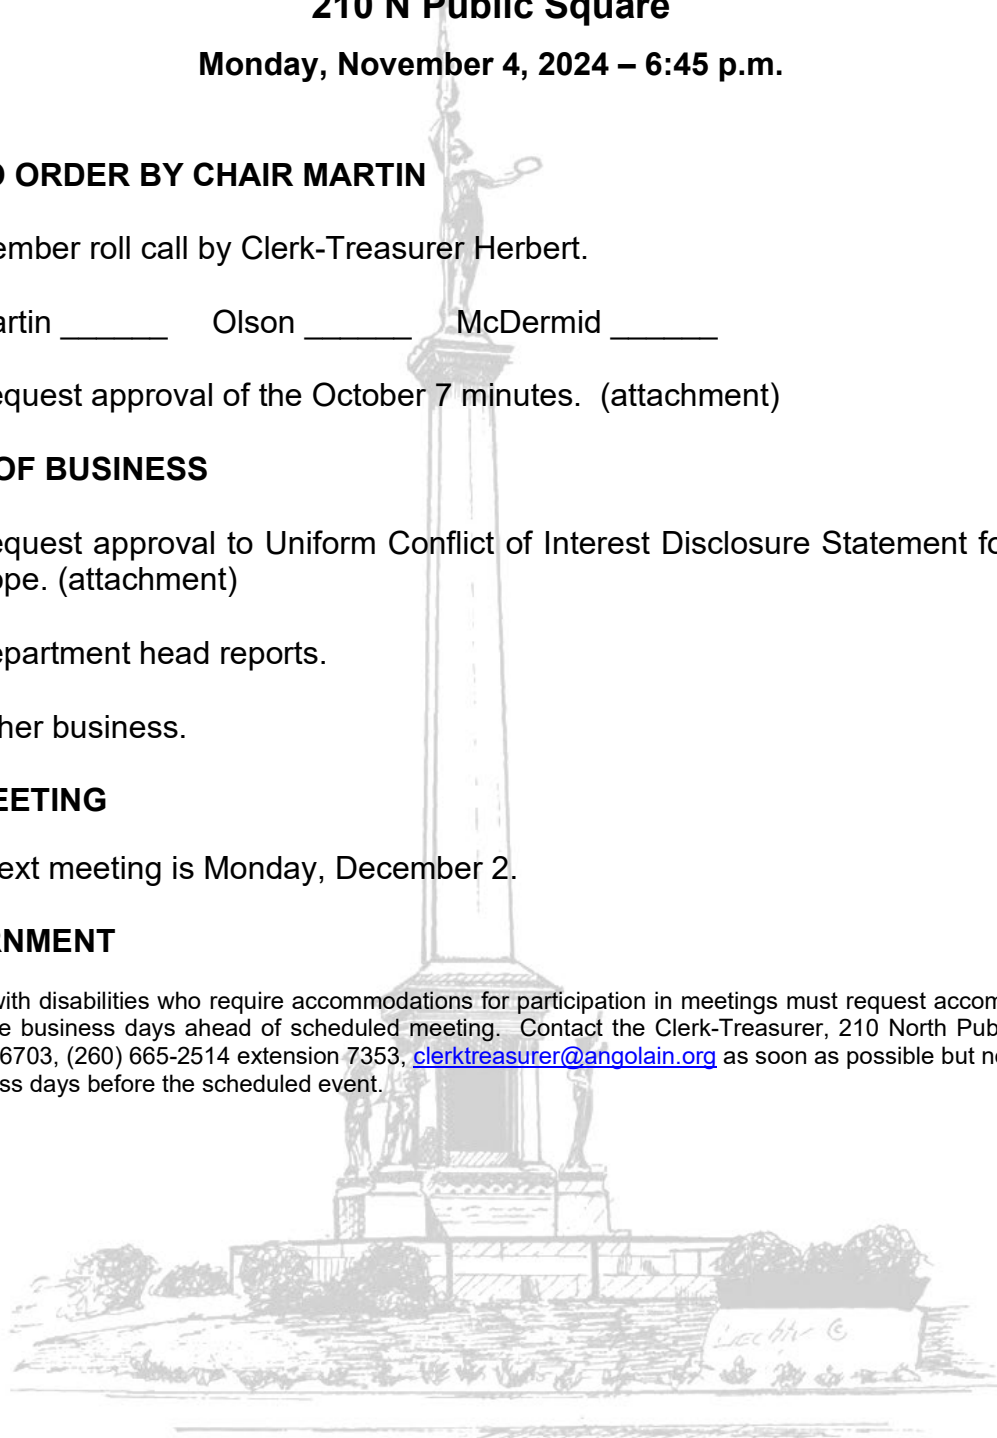 210 N Public Square
Monday, November 4, 2024 – 6:45 p.m.
O ORDER BY CHAIR MARTIN
ember roll call by Clerk-Treasurer Herbert.
artin ______ Olson ______ McDermid ______
equest approval of the October 7 minutes. (attachment)
OF BUSINESS
equest approval to Uniform Conflict of Interest Disclosure Statement fo
ope. (attachment)
epartment head reports.
her business.
EETING
ext meeting is Monday, December 2.
RNMENT
with disabilities who require accommodations for participation in meetings must request accom
e business days ahead of scheduled meeting. Contact the Clerk-Treasurer, 210 North Pub
6703, (260) 665-2514 extension 7353, clerktreasurer@angolain.org as soon as possible but no
ss days before the scheduled event.